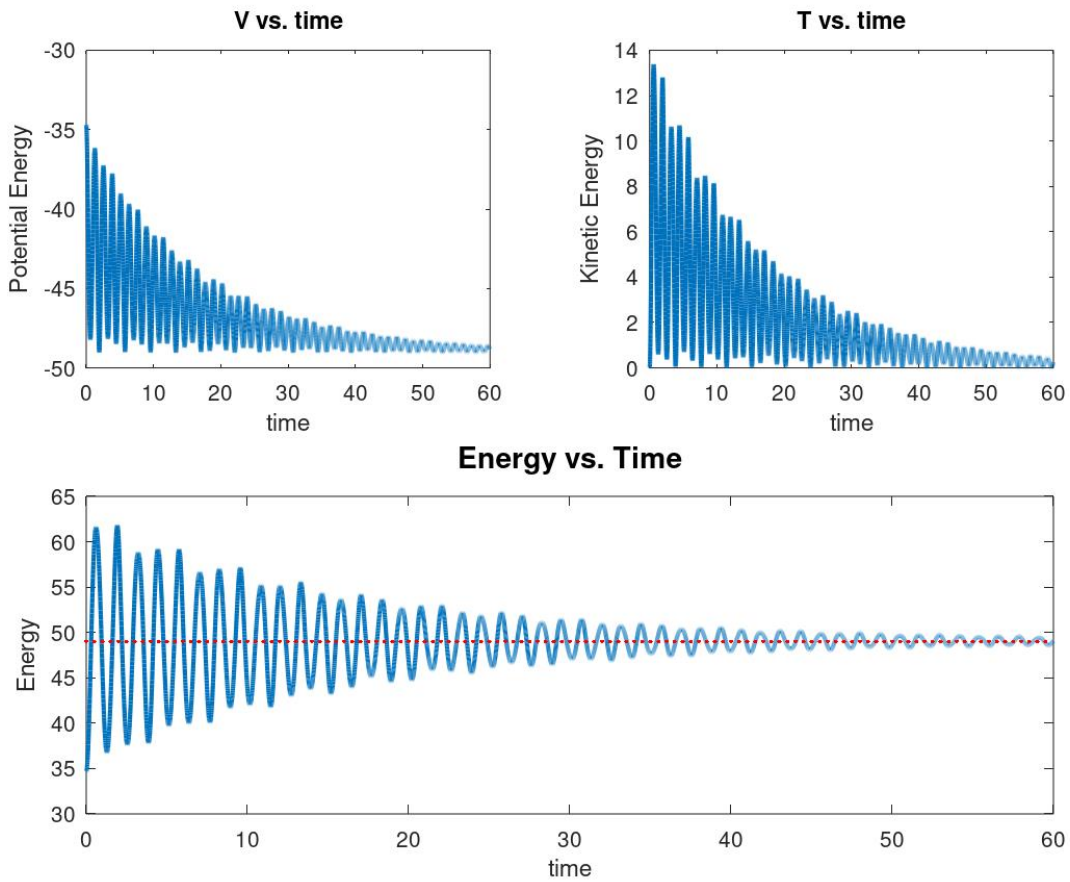 V vs. time
Potential Energy
-30
-35
-40
-45
-50
0 10 20 30 40 50 60
time
T vs. time
Kinetic Energy
14
12
10
8
6
4
2
0
0 10 20 30 40 50 60
time
Energy vs. Time
Energy
65
60
55
50
45
40
35
30
0 10 20 30 40 50 60
time